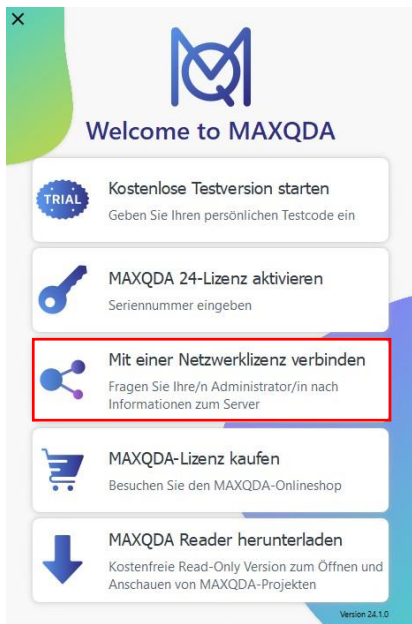 Welcome to MAXQDA
TRIAL
Kostenlose Testversion starten
Geben Sie Ihren persönlichen Testcode ein
MAXQDA 24-Lizenz aktivieren
Seriennummer eingeben
Mit einer Netzwerklizenz verbinden
Fragen Sie Ihre/n Administrator/in nach
Informationen zum Server
MAXQDA-Lizenz kaufen
Besuchen Sie den MAXQDA-Onlineshop
MAXQDA Reader herunterladen
Kostenfreie Read-Only Version zum Öffnen und
Anschauen von MAXQDA-Projekten
Version 24.1.0